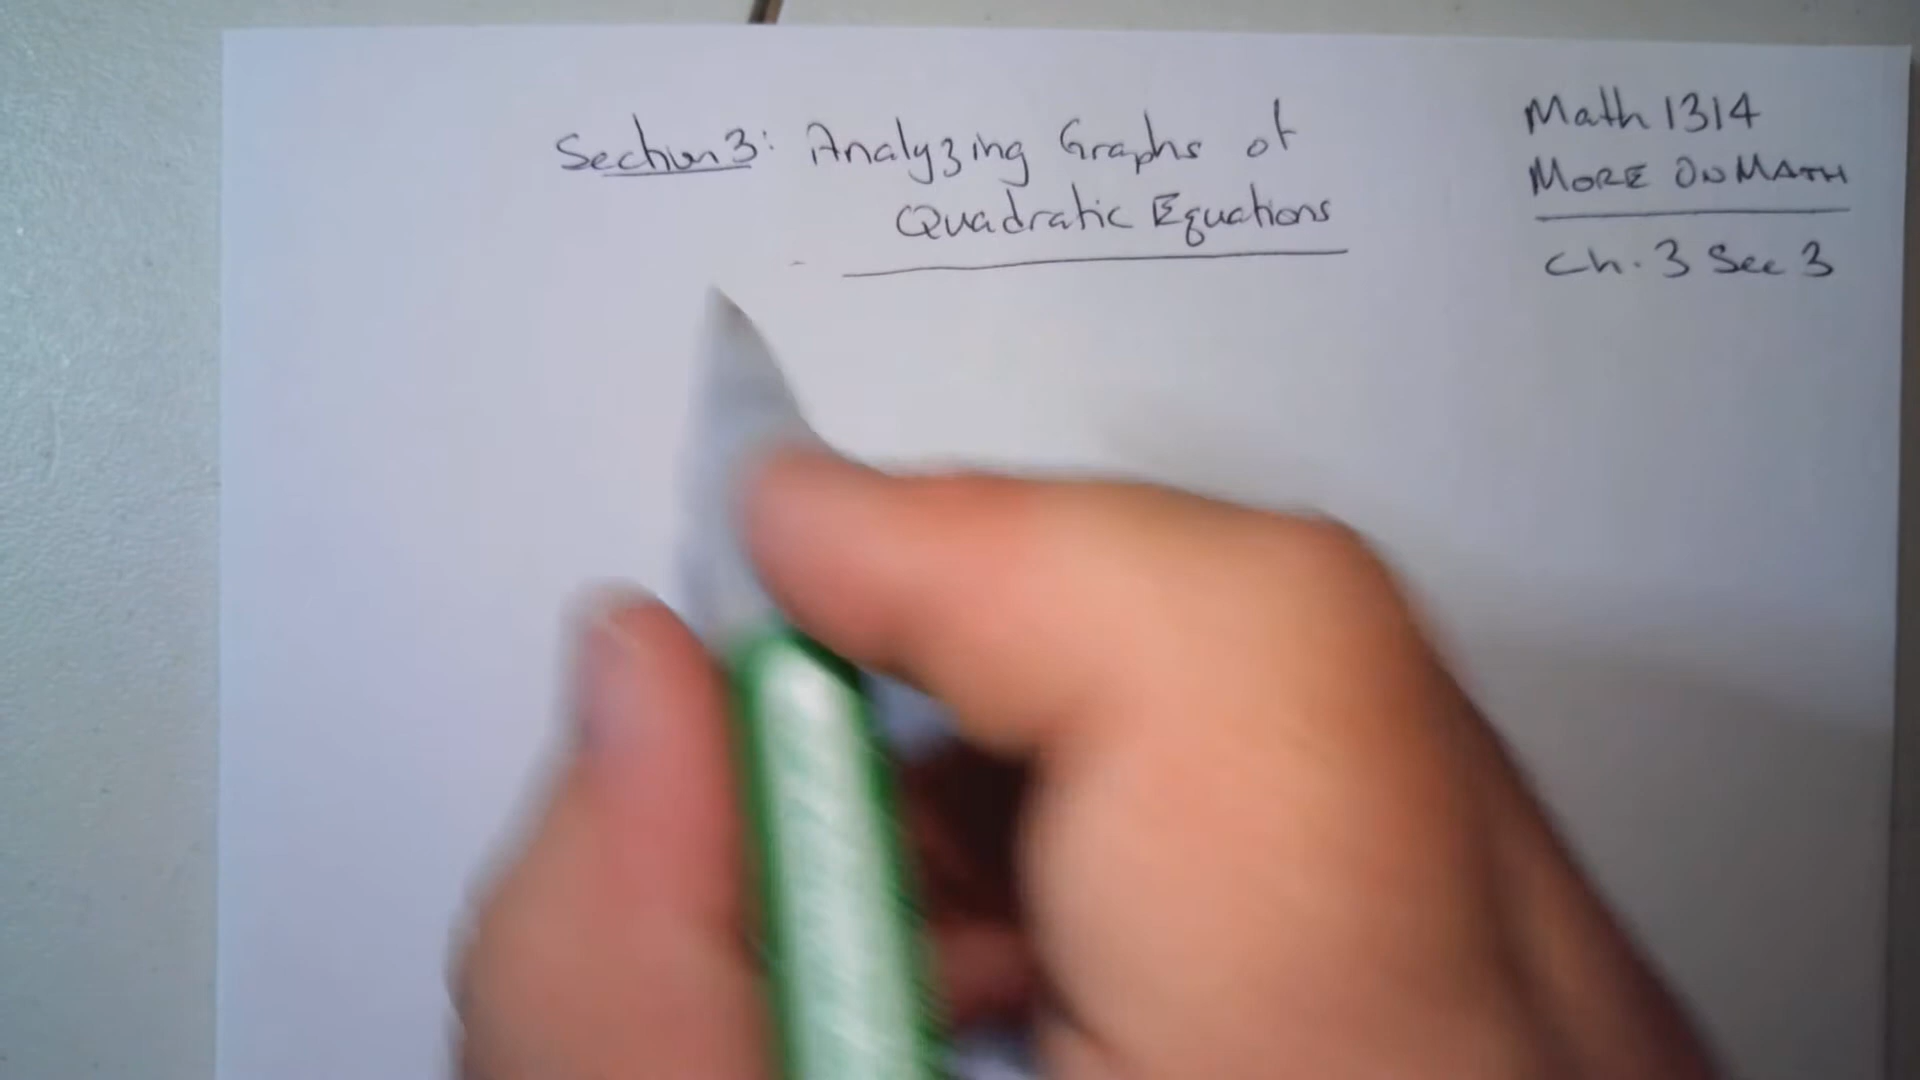 Section 3: Analyzing Graphs of
Quadratic Equations
Math 1314
MORE ON MATH
Ch. 3 Sec 3